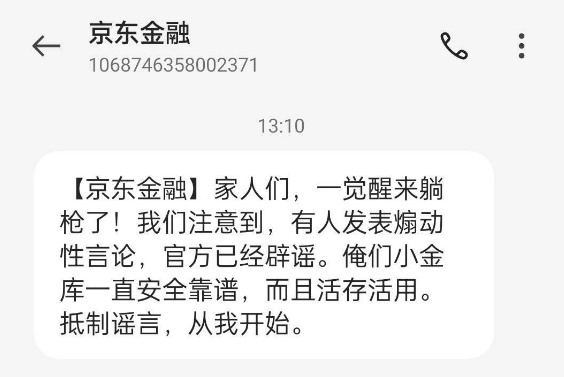 京东金融
1068746358002371
13:10
【京东金融】家人们，一觉醒来躺
枪了！我们注意到，有人发表煽动
性言论，官方已经辟谣。俺们小金
库一直安全靠谱，而且活存活用。
抵制谣言，从我开始。